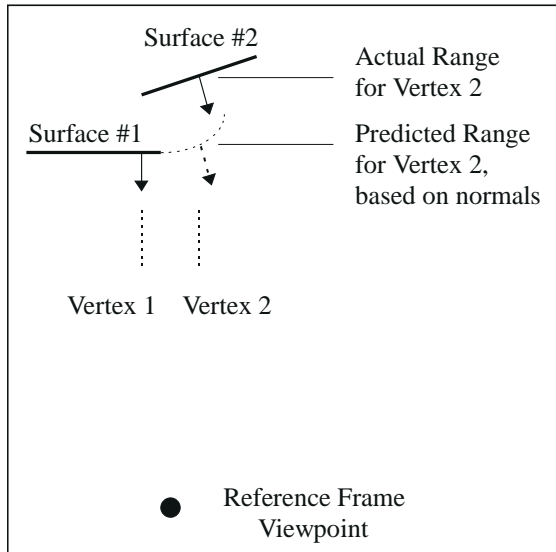 Surface #2
Actual Range
for Vertex 2
Surface #1
Predicted Range
for Vertex 2,
based on normals
Vertex 1
Vertex 2
Reference Frame
Viewpoint